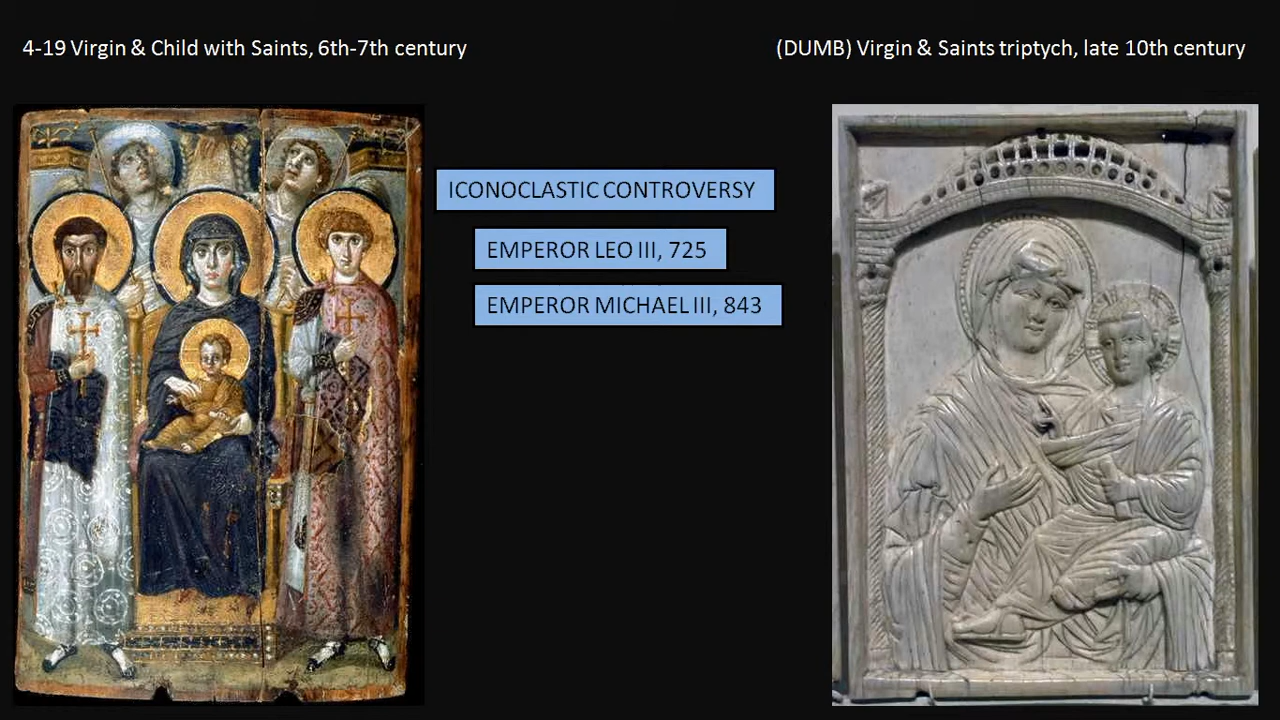 4-19 Virgin & Child with Saints, 6th-7th century
(DUMB) Virgin & Saints triptych, late 10th century
ICONOCLASTIC CONTROVERSY
EMPEROR LEO III, 725
EMPEROR MICHAEL III, 843